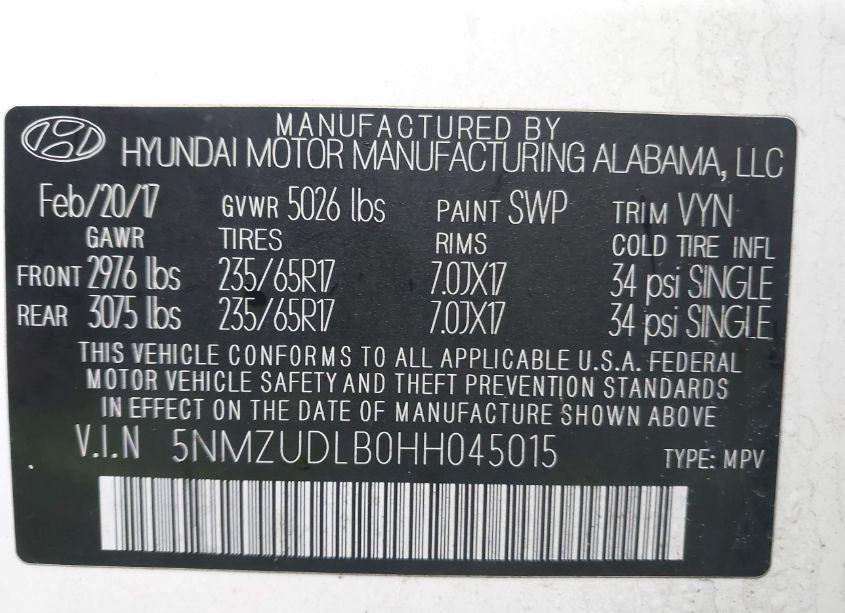 MANUFACTURED BY
HYUNDAI MOTOR MANUFACTURING ALABAMA, LLC
Feb/20/17 GVWR 5026 lbs PAINT SWP TRIM VYN
GAWR TIRES RIMS COLD TIRE INFL
FRONT 2976 lbs 235/65R17 7.0JX17 34 psi SINGLE
REAR 3075 lbs 235/65R17 7.0JX17 34 psi SINGLE
THIS VEHICLE CONFORMS TO ALL APPLICABLE U.S.A. FEDERAL
MOTOR VEHICLE SAFETY AND THEFT PREVENTION STANDARDS
IN EFFECT ON THE DATE OF MANUFACTURE SHOWN ABOVE
V.I.N 5NMZUDLB0HH045015 TYPE: MPV